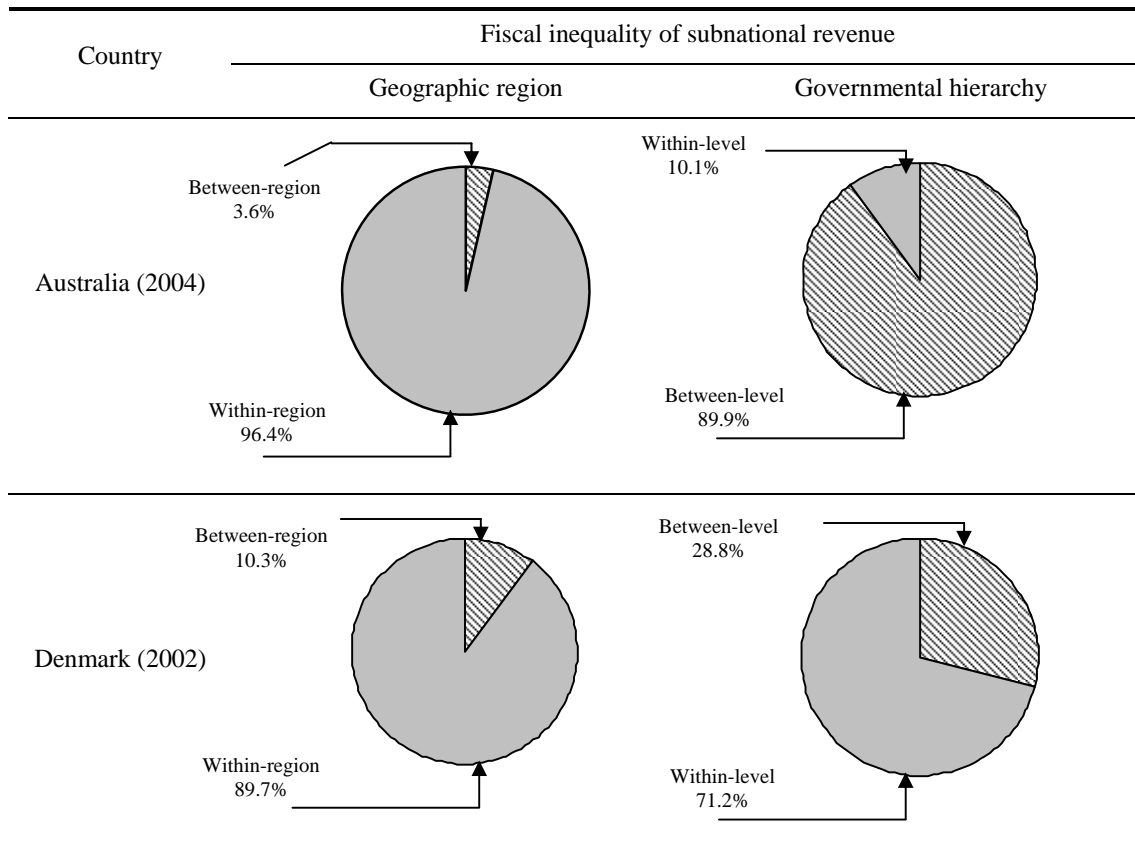 Country
Fiscal inequality of subnational revenue
Geographic region
Governmental hierarchy
Australia (2004)
Between-region
3.6%
Within-region
96.4%
Within-level
10.1%
Between-level
89.9%
Denmark (2002)
Between-region
10.3%
Within-region
89.7%
Between-level
28.8%
Within-level
71.2%